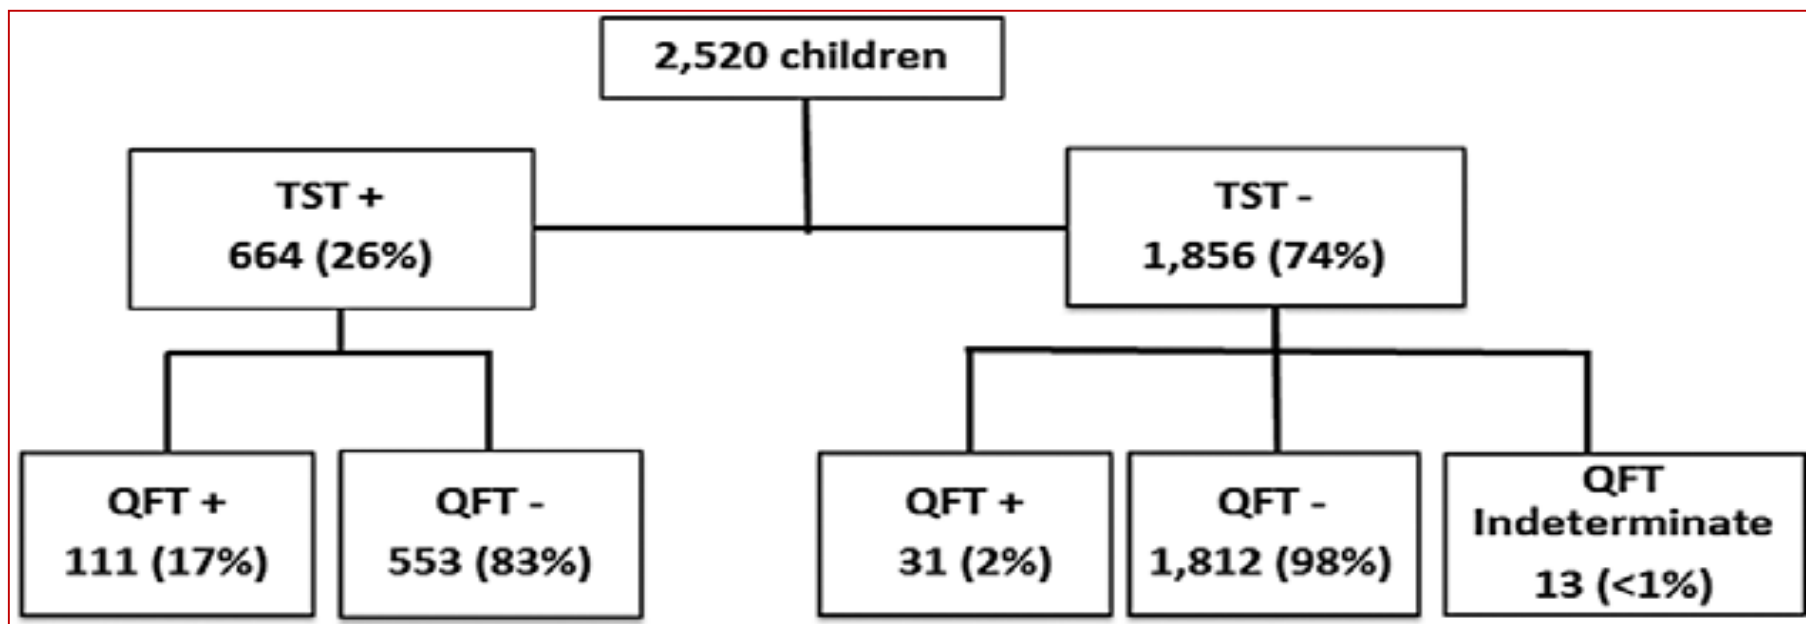 2,520 children
TST +
664 (26%)
TST -
1,856 (74%)
QFT +
111 (17%)
QFT -
553 (83%)
QFT +
31 (2%)
QFT -
1,812 (98%)
QFT
Indeterminate
13 (<1%)